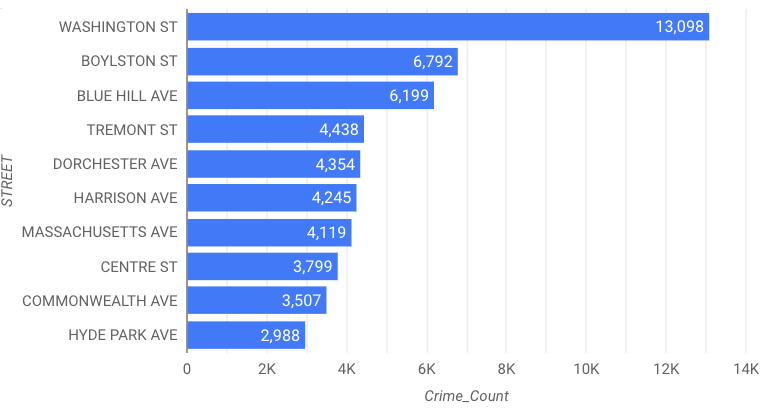 STREET
WASHINGTON ST 13,098
BOYLSTON ST 6,792
BLUE HILL AVE 6,199
TREMONT ST 4,438
DORCHESTER AVE 4,354
HARRISON AVE 4,245
MASSACHUSETTS AVE 4,119
CENTRE ST 3,799
COMMONWEALTH AVE 3,507
HYDE PARK AVE 2,988
0 2K 4K 6K 8K 10K 12K 14K
Crime_Count